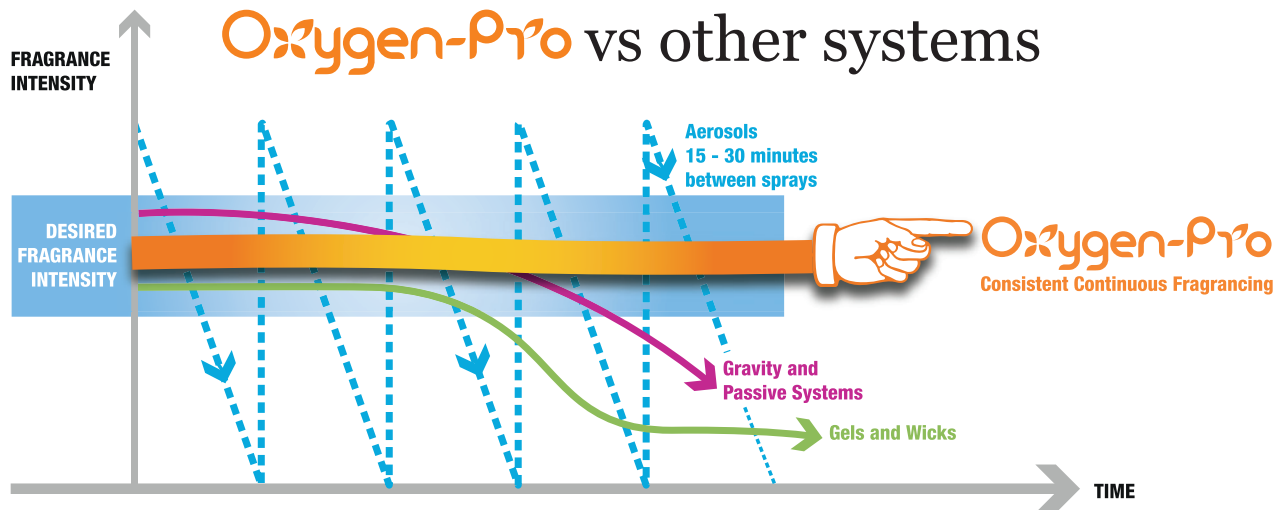 Oxygen-Pro vs other systems
FRAGRANCE
INTENSITY
Aerosols
15 - 30 minutes
between sprays
DESIRED
FRAGRANCE
INTENSITY
Oxygen-Pro
Consistent Continuous Fragrancing
Gravity and
Passive Systems
Gels and Wicks
TIME